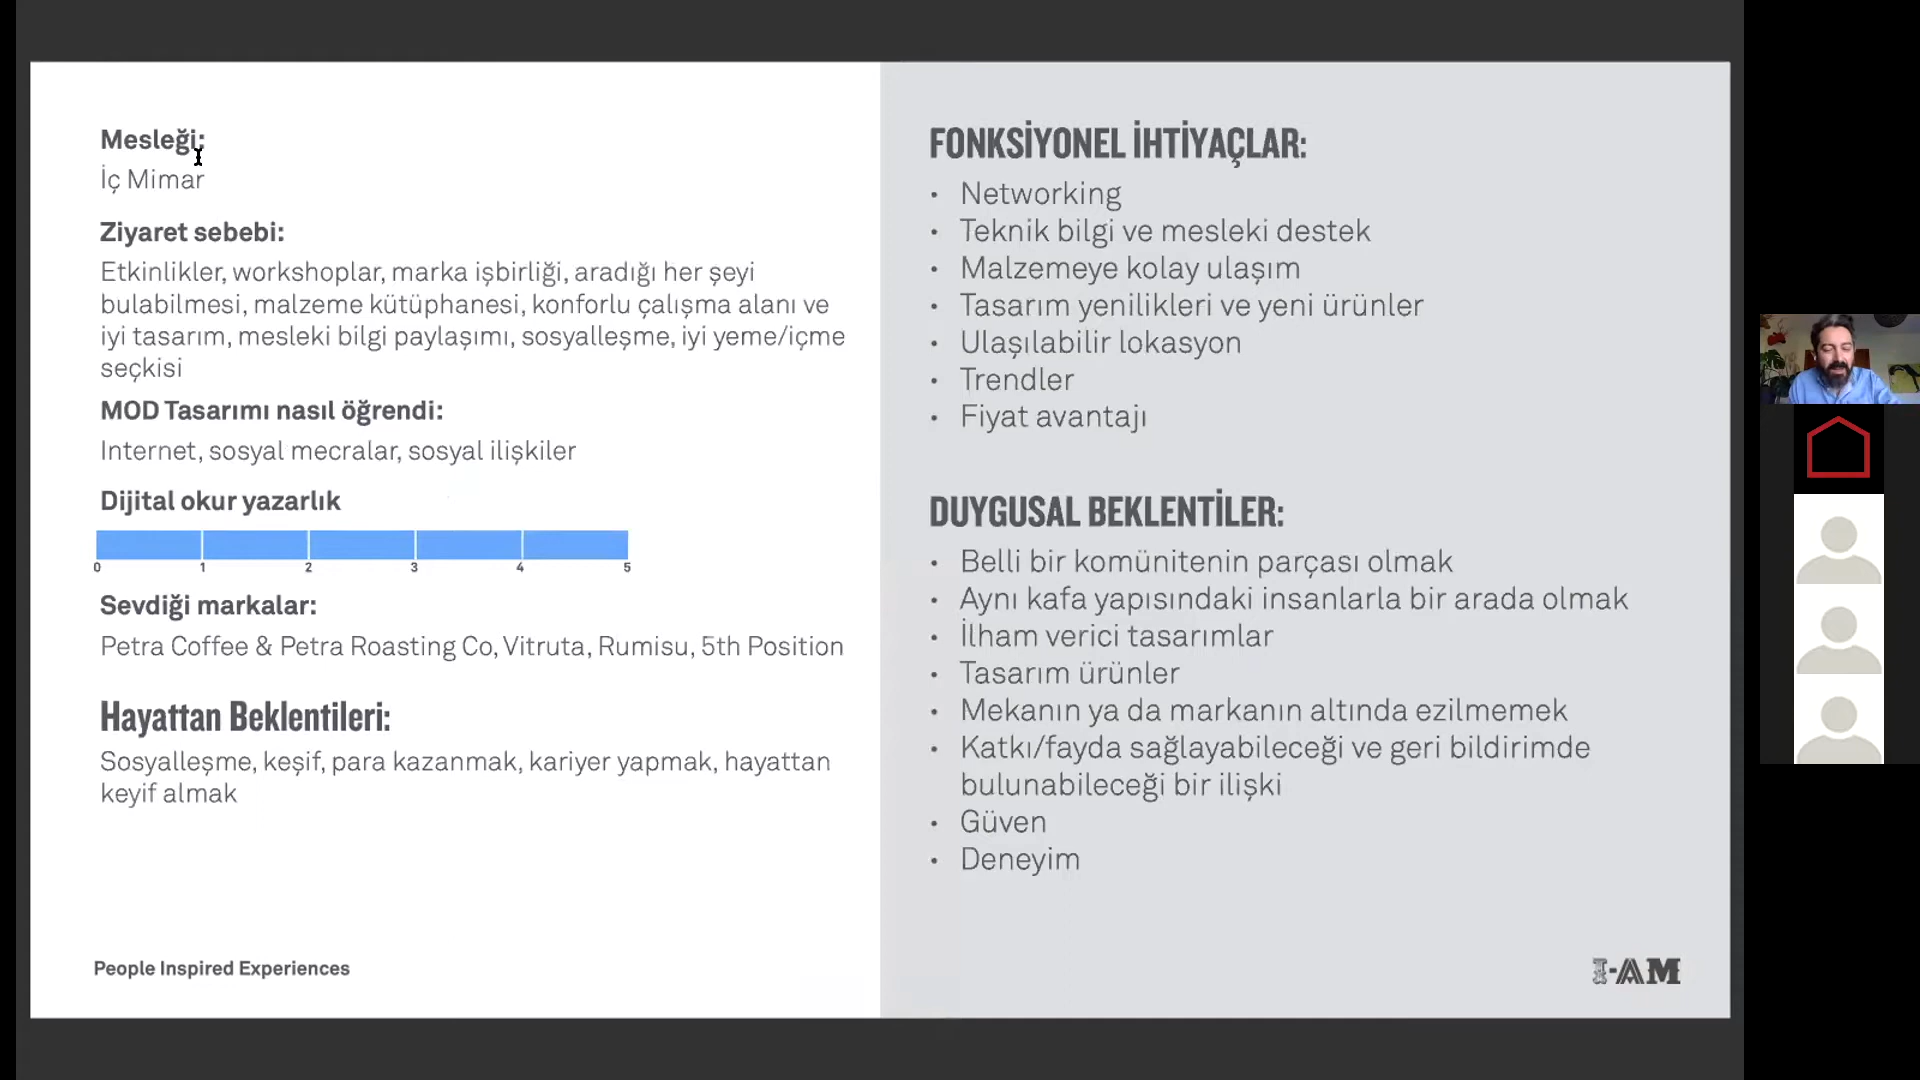 Mesleği:
İç Mimar
Ziyaret sebebi:
Etkinlikler, workshoplar, marka işbirliği, aradığı her şeyi
bulabilmesi, malzeme kütüphanesi, konforlu çalışma alanı ve
iyi tasarım, mesleki bilgi paylaşımı, sosyalleşme, iyi yeme/içme
seçkisi
MOD Tasarımı nasıl öğrendi:
Internet, sosyal mecralar, sosyal ilişkiler
Dijital okur yazarlık
0 1 2 3 4 5
Sevdiği markalar:
Petra Coffee & Petra Roasting Co, Vitruta, Rumisu, 5th Position
Hayattan Beklentileri:
Sosyalleşme, keşif, para kazanmak, kariyer yapmak, hayattan
keyif almak
People Inspired Experiences
FONKSİYONEL İHTİYAÇLAR:
• Networking
• Teknik bilgi ve mesleki destek
• Malzemeye kolay ulaşım
• Tasarım yenilikleri ve yeni ürünler
• Ulaşılabilir lokasyon
• Trendler
• Fiyat avantajı
DUYGUSAL BEKLENTİLER:
• Belli bir komünitenin parçası olmak
• Aynı kafa yapısındaki insanlarla bir arada olmak
• İlham verici tasarımlar
• Tasarım ürünler
• Mekanın ya da markanın altında ezilmemek
• Katkı/fayda sağlayabileceği ve geri bildirimde
bulunabileceği bir ilişki
• Güven
• Deneyim
I-AM